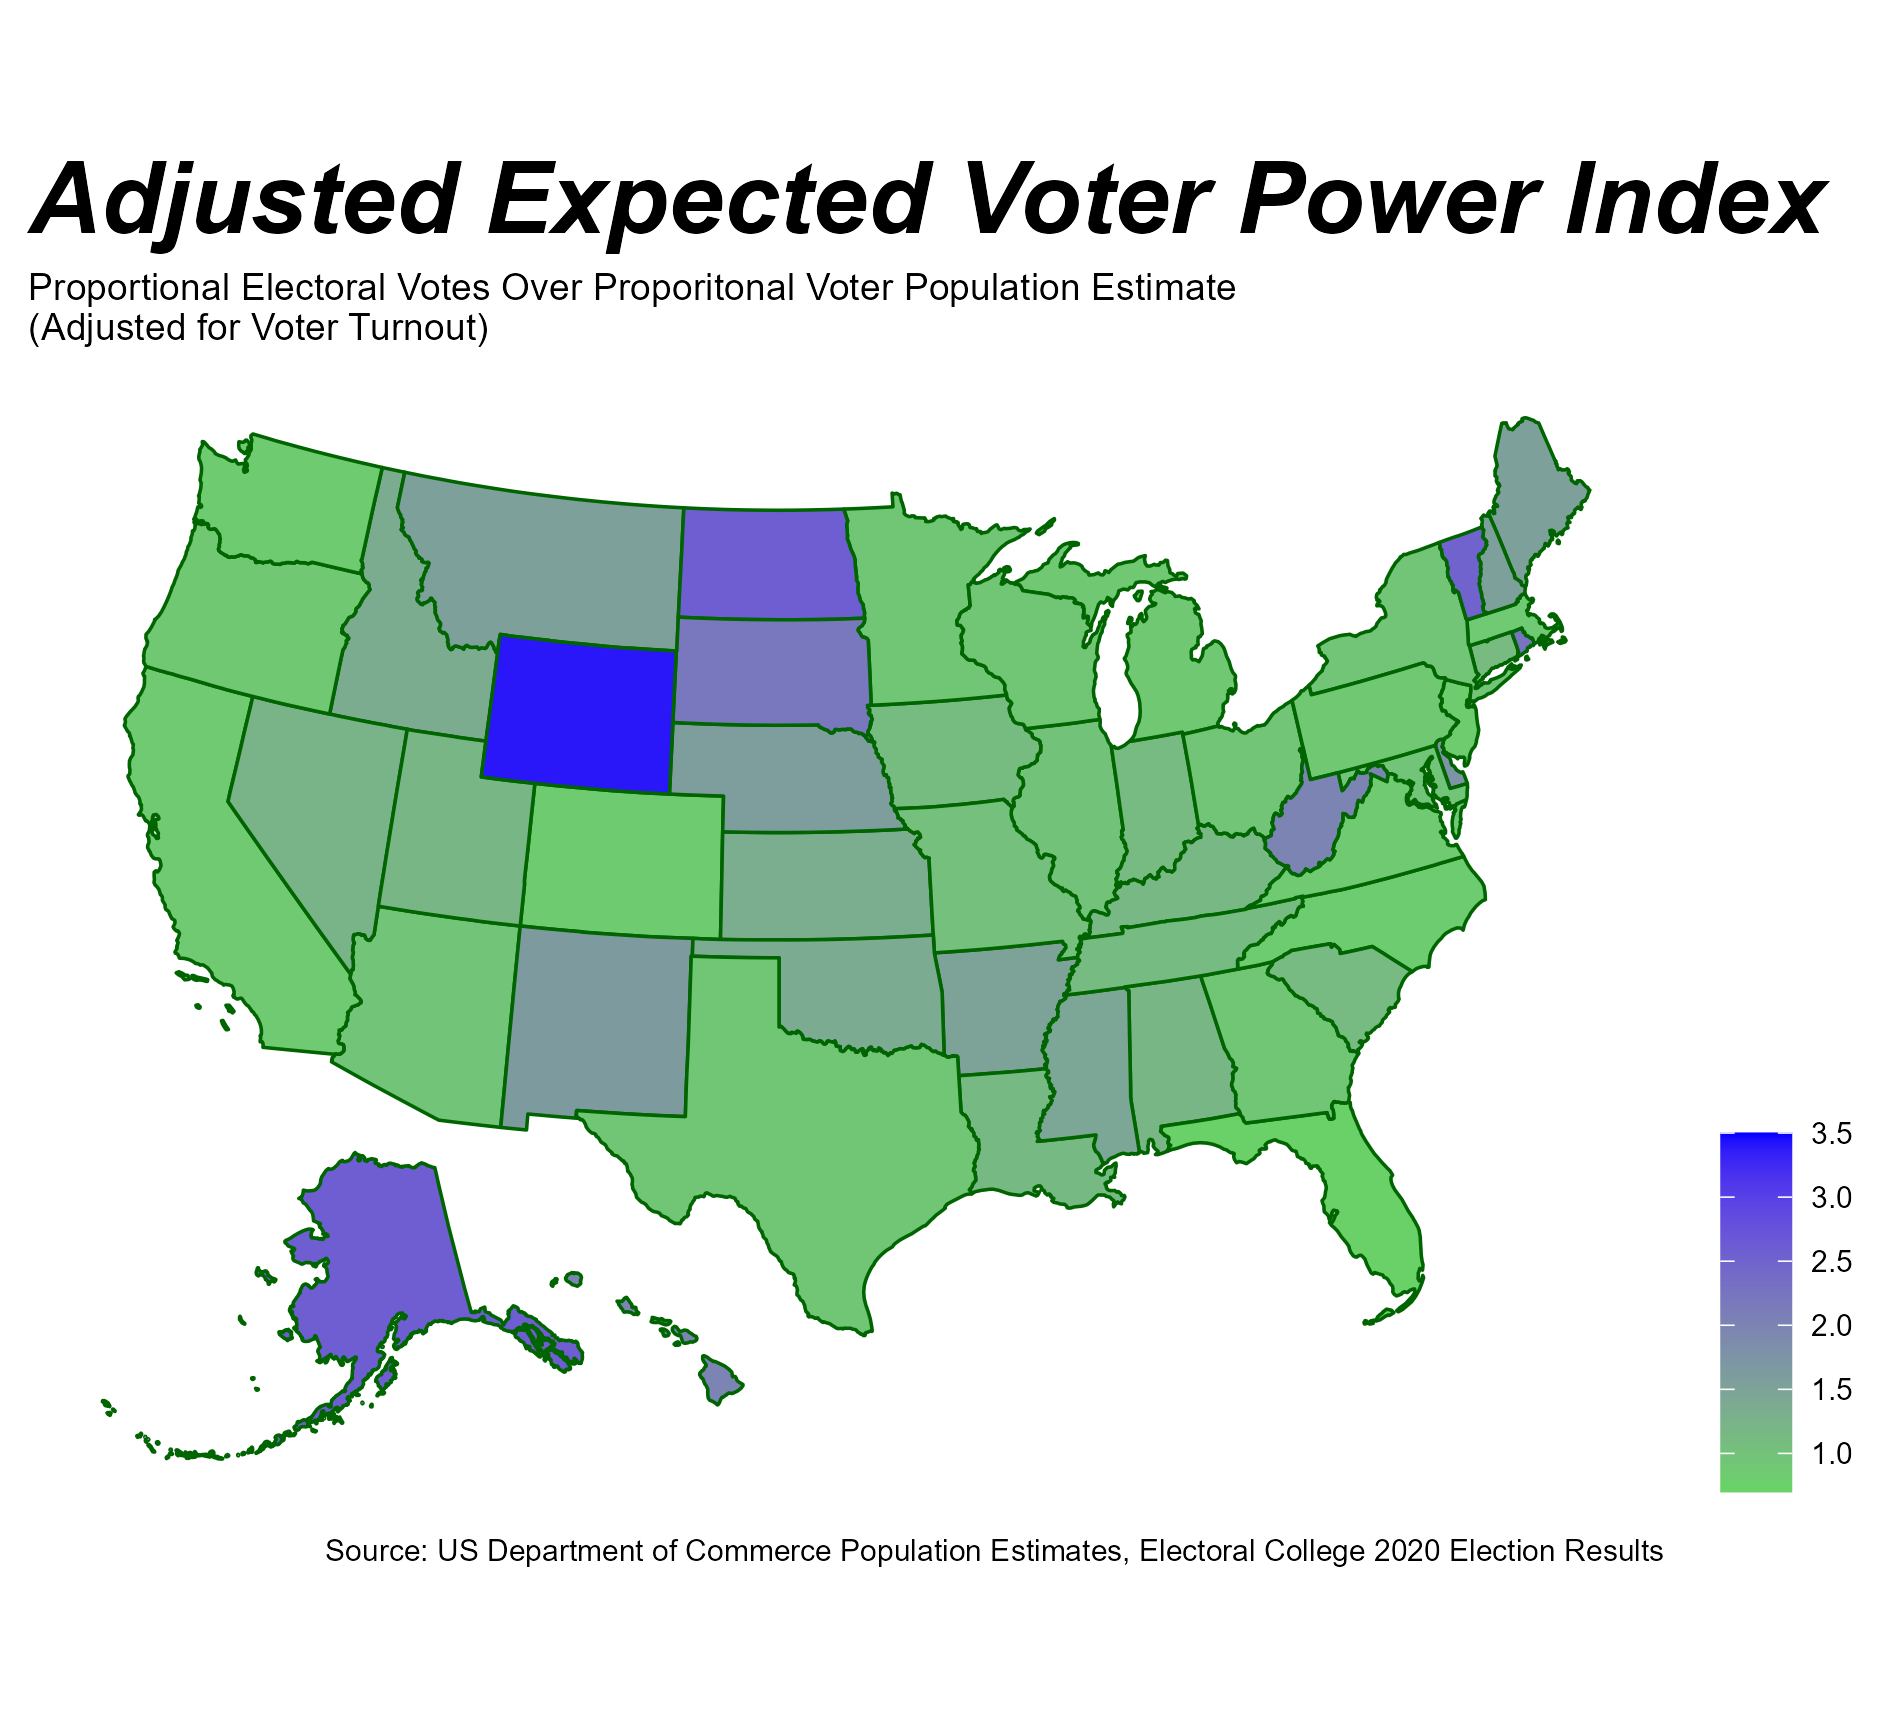 Adjusted Expected Voter Power Index
Proportional Electoral Votes Over Proporitonal Voter Population Estimate
(Adjusted for Voter Turnout)
3.5
3.0
2.5
2.0
1.5
1.0
Source: US Department of Commerce Population Estimates, Electoral College 2020 Election Results